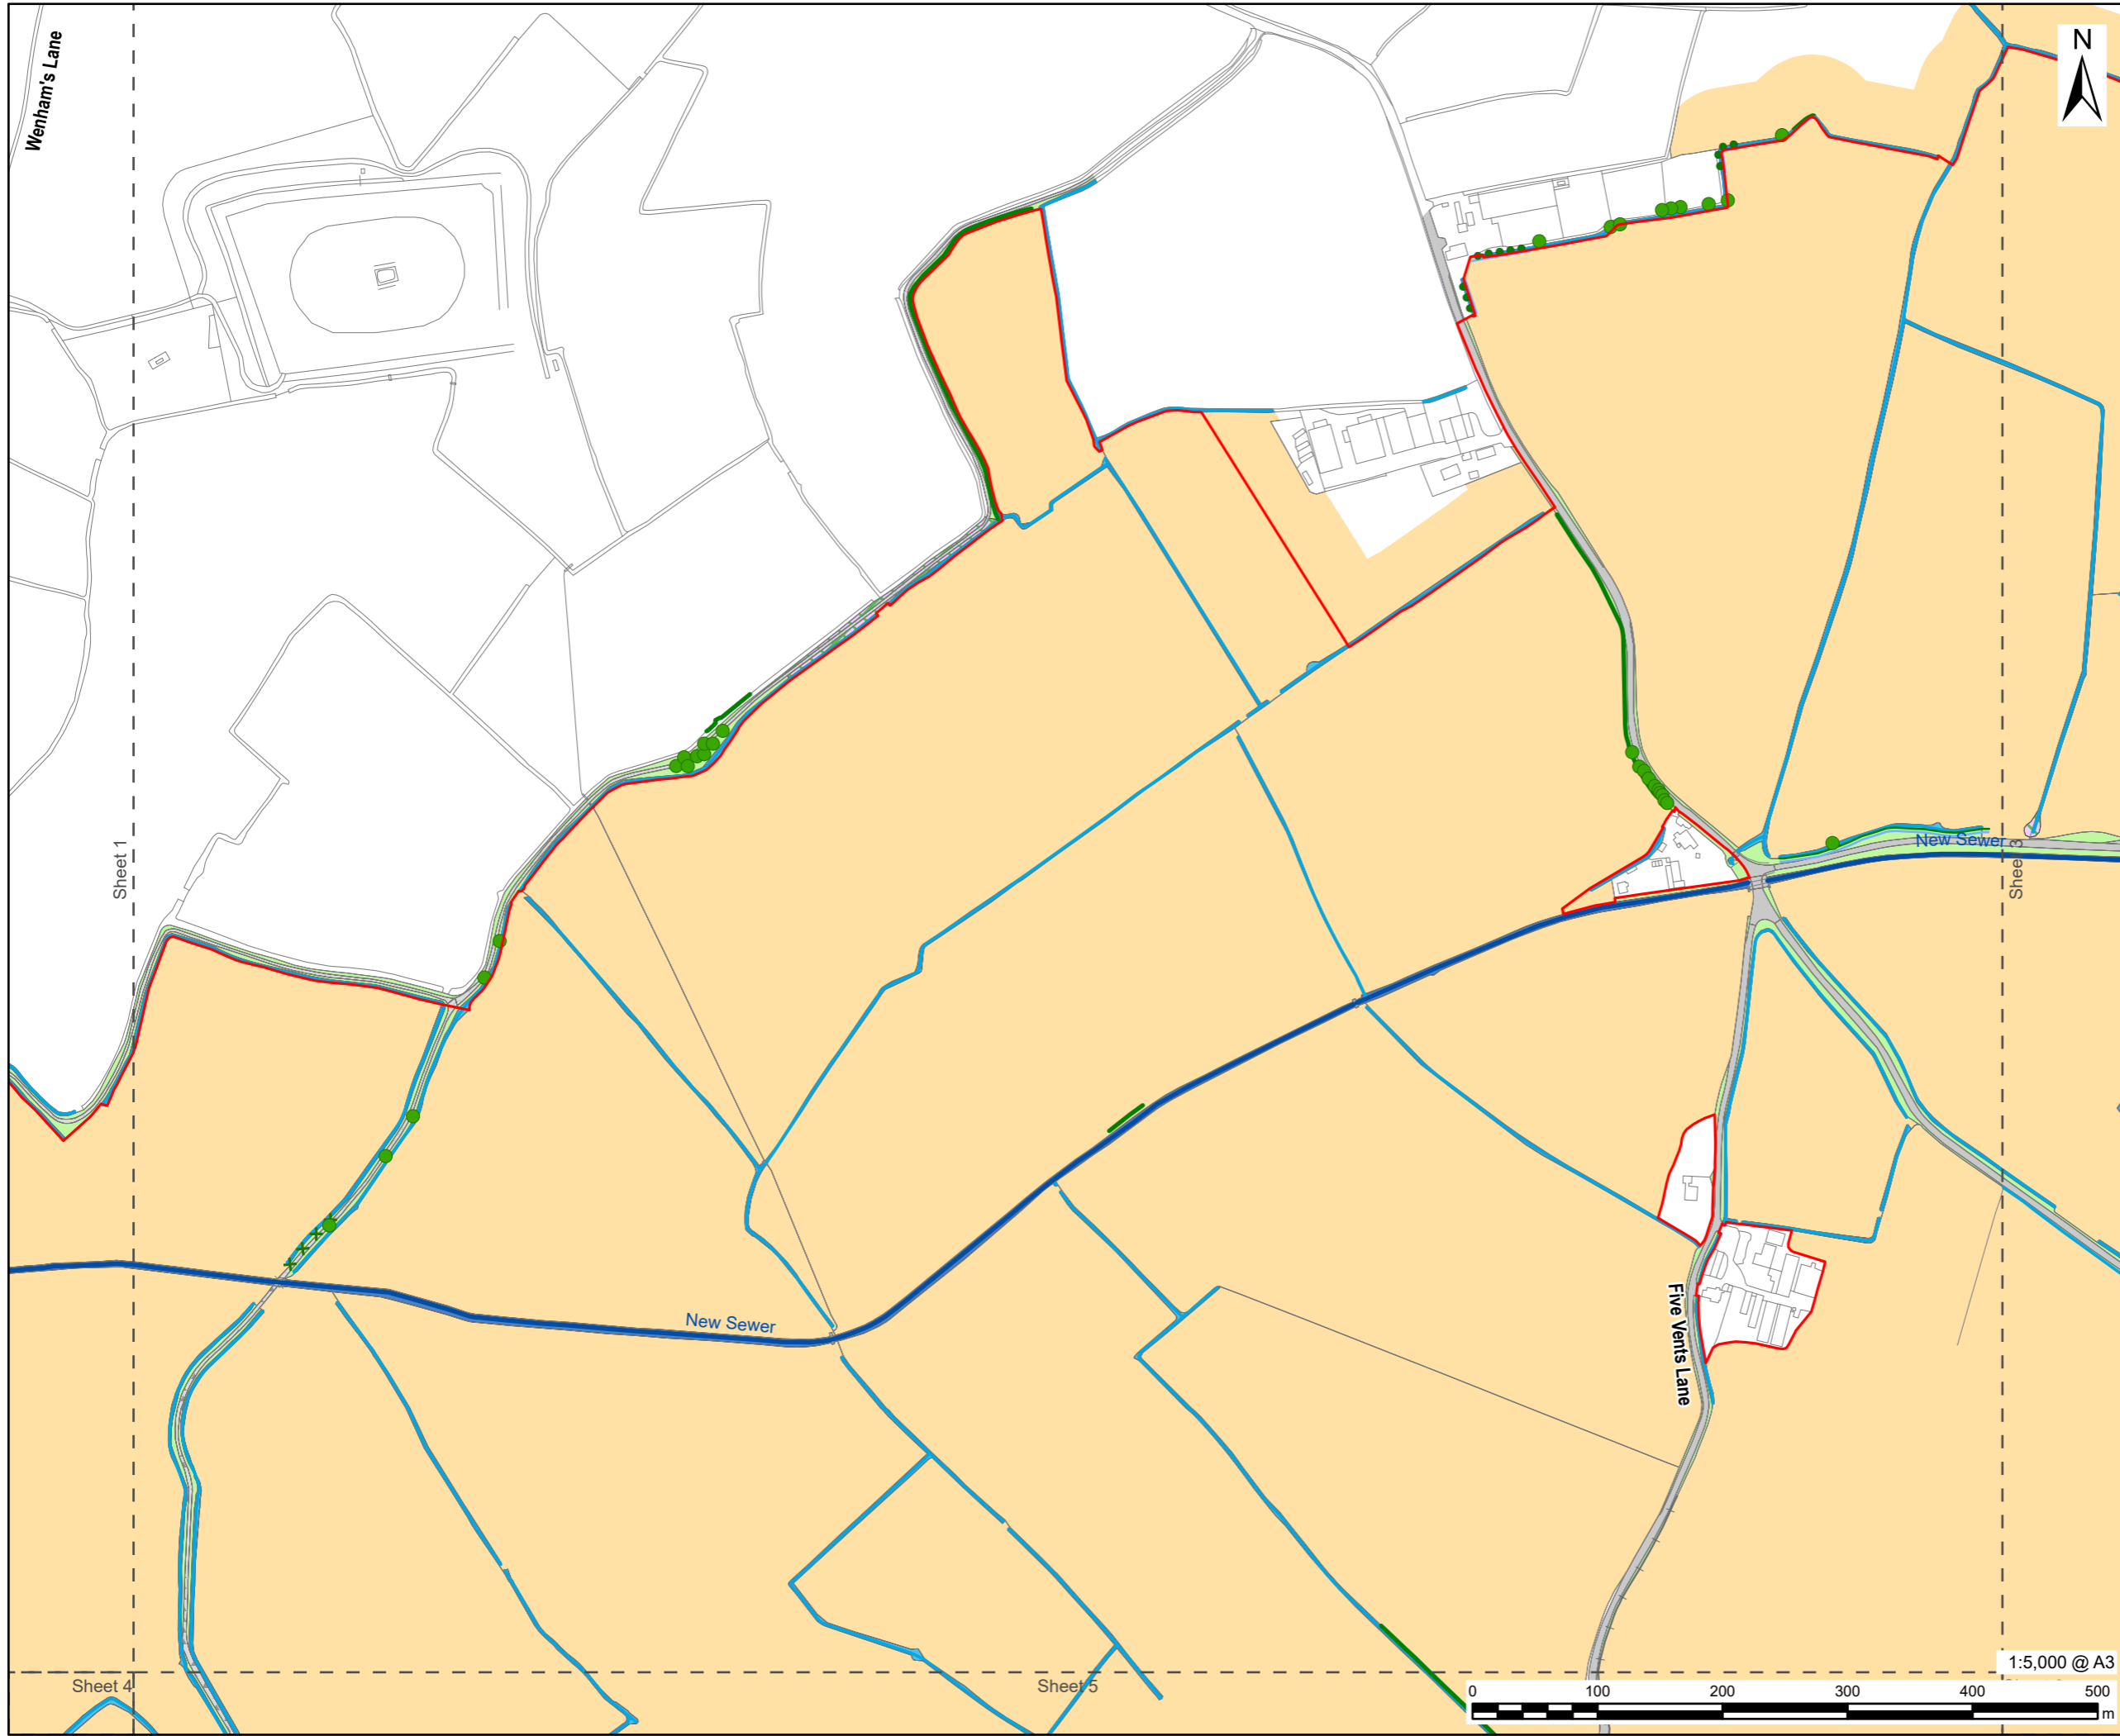 Wenham's Lane
N
Sheet 1
New Sewer
Sheet 3
New Sewer
Five Vents Lane
1:5,000 @ A3
Sheet 4
Sheet 5
0 100 200 300 400 500
m